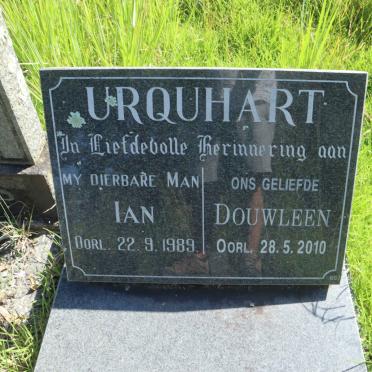 URQUHART
In Liefdevolle Herinnering aan
MY DIERBARE MAN
IAN
OORL. 22.9.1989
ONS GELIEFDE
DOUWLEEN
OORL. 28.5.2010